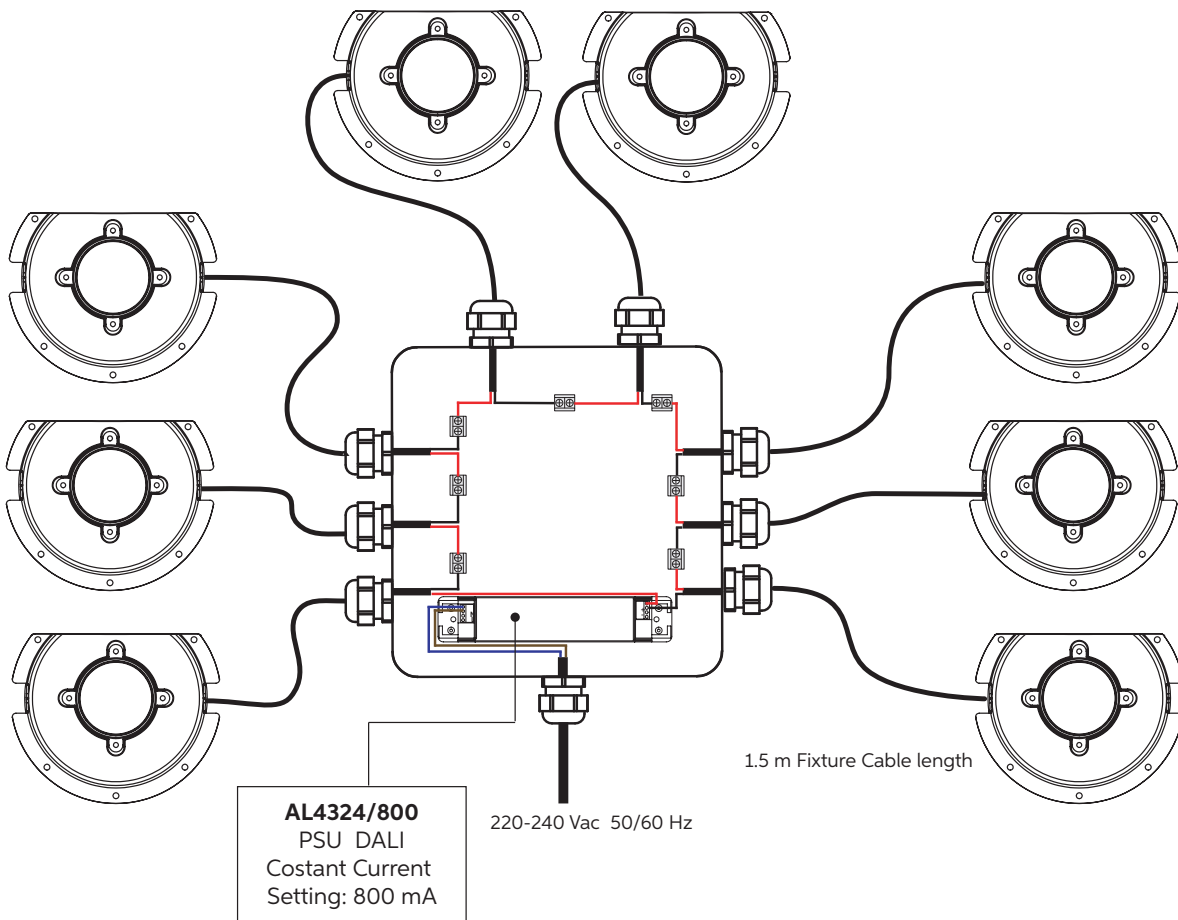 1.5 m Fixture Cable length
AL4324/800
PSU DALI
Costant Current
Setting: 800 mA
220-240 Vac 50/60 Hz